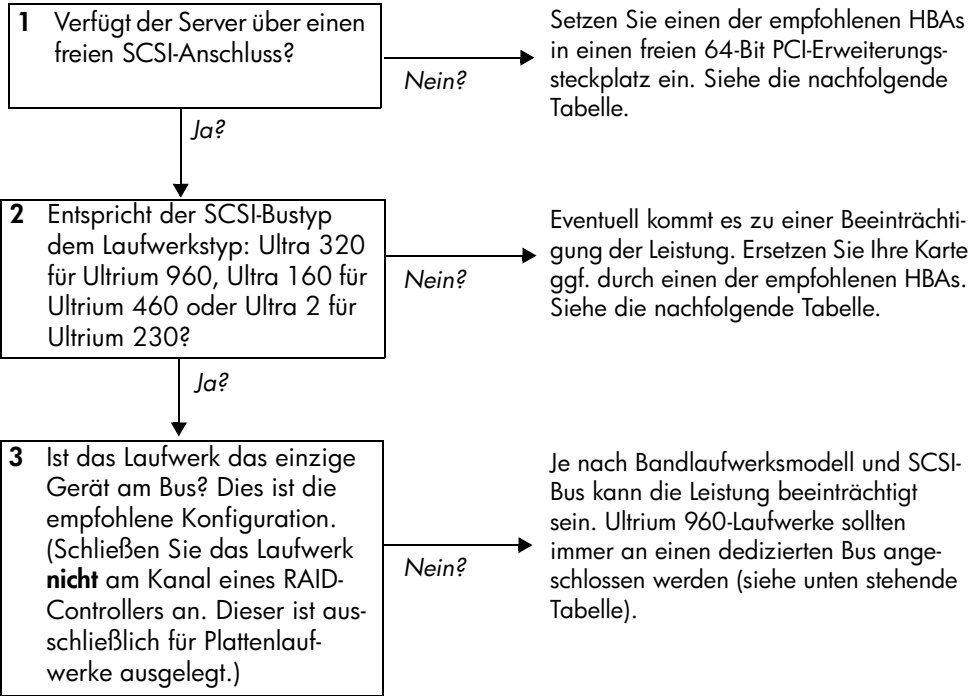 1 Verfügt der Server über einen
freien SCSI-Anschluss?
Nein?
Setzen Sie einen der empfohlenen HBAs
in einen freien 64-Bit PCI-Erweiterungs-
steckplatz ein. Siehe die nachfolgende
Tabelle.
Ja?
2 Entspricht der SCSI-Bustyp
dem Laufwerkstyp: Ultra 320
für Ultrium 960, Ultra 160 für
Ultrium 460 oder Ultra 2 für
Ultrium 230?
Nein?
Eventuell kommt es zu einer Beeinträchti-
gung der Leistung. Ersetzen Sie Ihre Karte
ggf. durch einen der empfohlenen HBAs.
Siehe die nachfolgende Tabelle.
Ja?
3 Ist das Laufwerk das einzige
Gerät am Bus? Dies ist die
empfohlene Konfiguration.
(Schließen Sie das Laufwerk
nicht am Kanal eines RAID-
Controllers an. Dieser ist aus-
schließlich für Plattenlauf-
werke ausgelegt.)
Nein?
Je nach Bandlaufwerksmodell und SCSI-
Bus kann die Leistung beeinträchtigt
sein. Ultrium 960-Laufwerke sollten
immer an einen dedizierten Bus ange-
schlossen werden (siehe unten stehende
Tabelle).